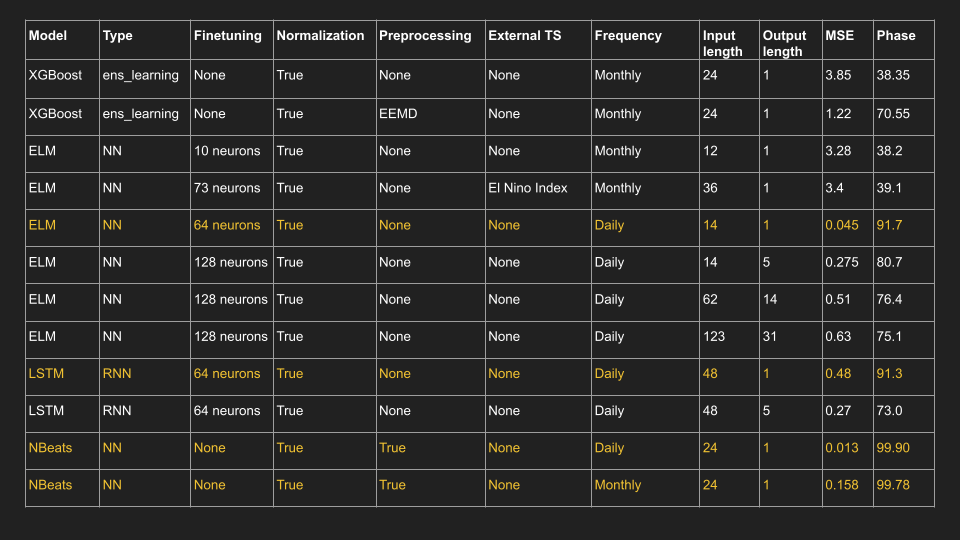 Model Type Finetuning Normalization Preprocessing External TS Frequency Input length Output length MSE Phase
XGBoost ens_learning None True None None Monthly 24 1 3.85 38.35
XGBoost ens_learning None True EEMD None Monthly 24 1 1.22 70.55
ELM NN 10 neurons True None None Monthly 12 1 3.28 38.2
ELM NN 73 neurons True None El Nino Index Monthly 36 1 3.4 39.1
ELM NN 64 neurons True None None Daily 14 1 0.045 91.7
ELM NN 128 neurons True None None Daily 14 5 0.275 80.7
ELM NN 128 neurons True None None Daily 62 14 0.51 76.4
ELM NN 128 neurons True None None Daily 123 31 0.63 75.1
LSTM RNN 64 neurons True None None Daily 48 1 0.48 91.3
LSTM RNN 64 neurons True None None Daily 48 5 0.27 73.0
NBeats NN None True True None Daily 24 1 0.013 99.90
NBeats NN None True True None Monthly 24 1 0.158 99.78